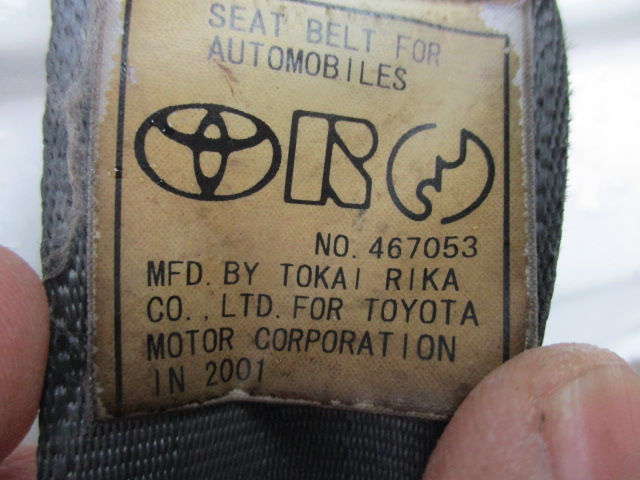 SEAT BELT FOR
AUTOMOBILES
NO. 467053
MFD. BY TOKAI RIKA
CO., LTD. FOR TOYOTA
MOTOR CORPORATION
IN 2001